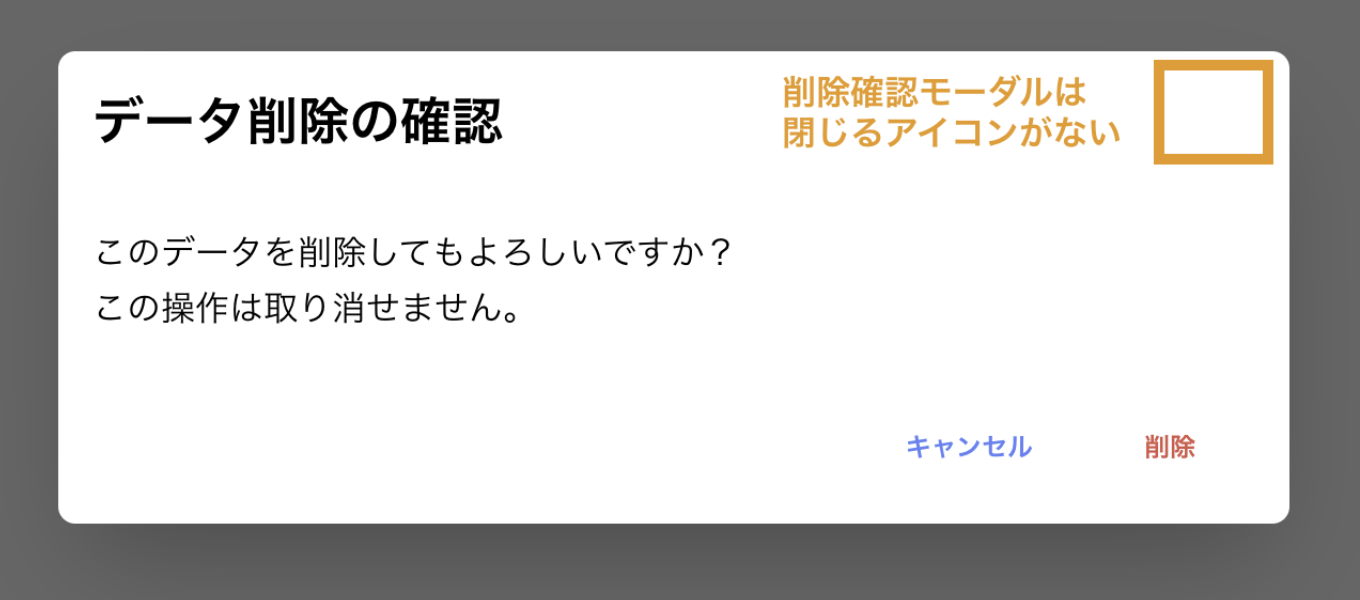 データ削除の確認
削除確認モーダルは
閉じるアイコンがない
このデータを削除してもよろしいですか？
この操作は取り消せません。
キャンセル
削除